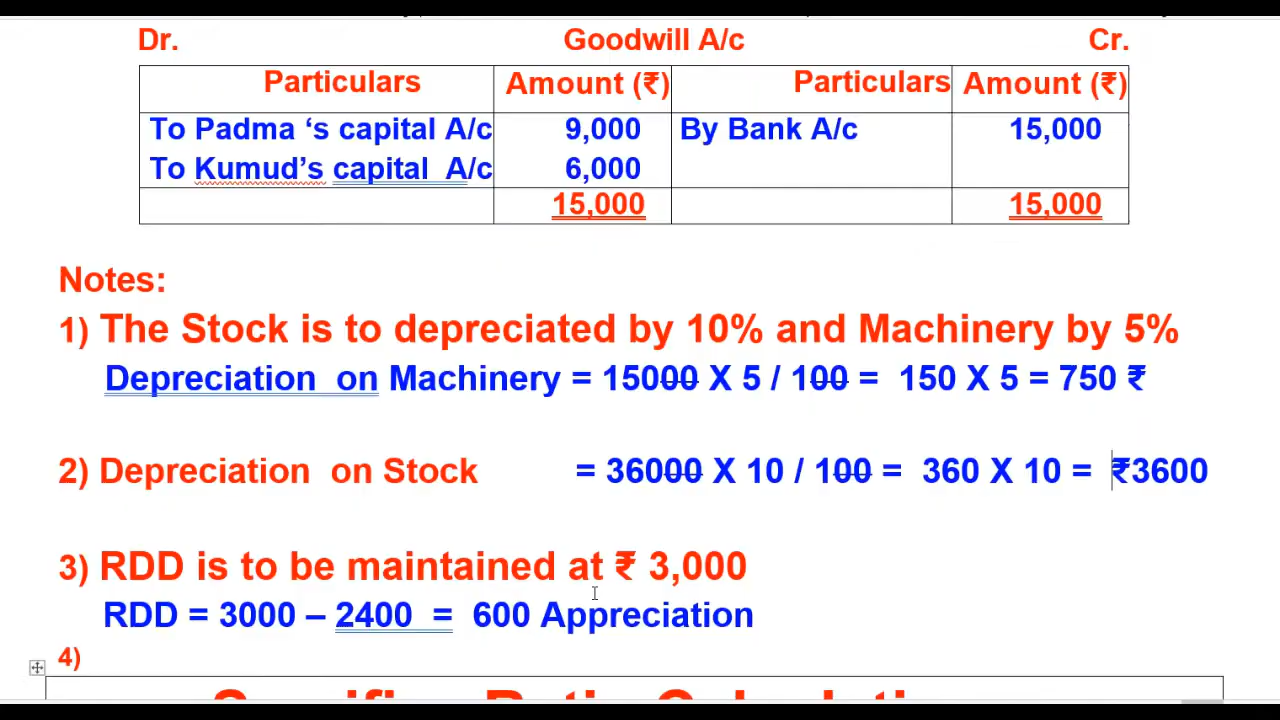 Dr. Goodwill A/c Cr.
Particulars Amount (₹) Particulars Amount (₹)
To Padma ‘s capital A/c 9,000 By Bank A/c 15,000
To Kumud’s capital A/c 6,000
15,000 15,000
Notes:
1) The Stock is to depreciated by 10% and Machinery by 5%
Depreciation on Machinery = 15000 X 5 / 100 = 150 X 5 = 750 ₹
2) Depreciation on Stock = 36000 X 10 / 100 = 360 X 10 = ₹3600
3) RDD is to be maintained at ₹ 3,000
RDD = 3000 – 2400 = 600 Appreciation
4)